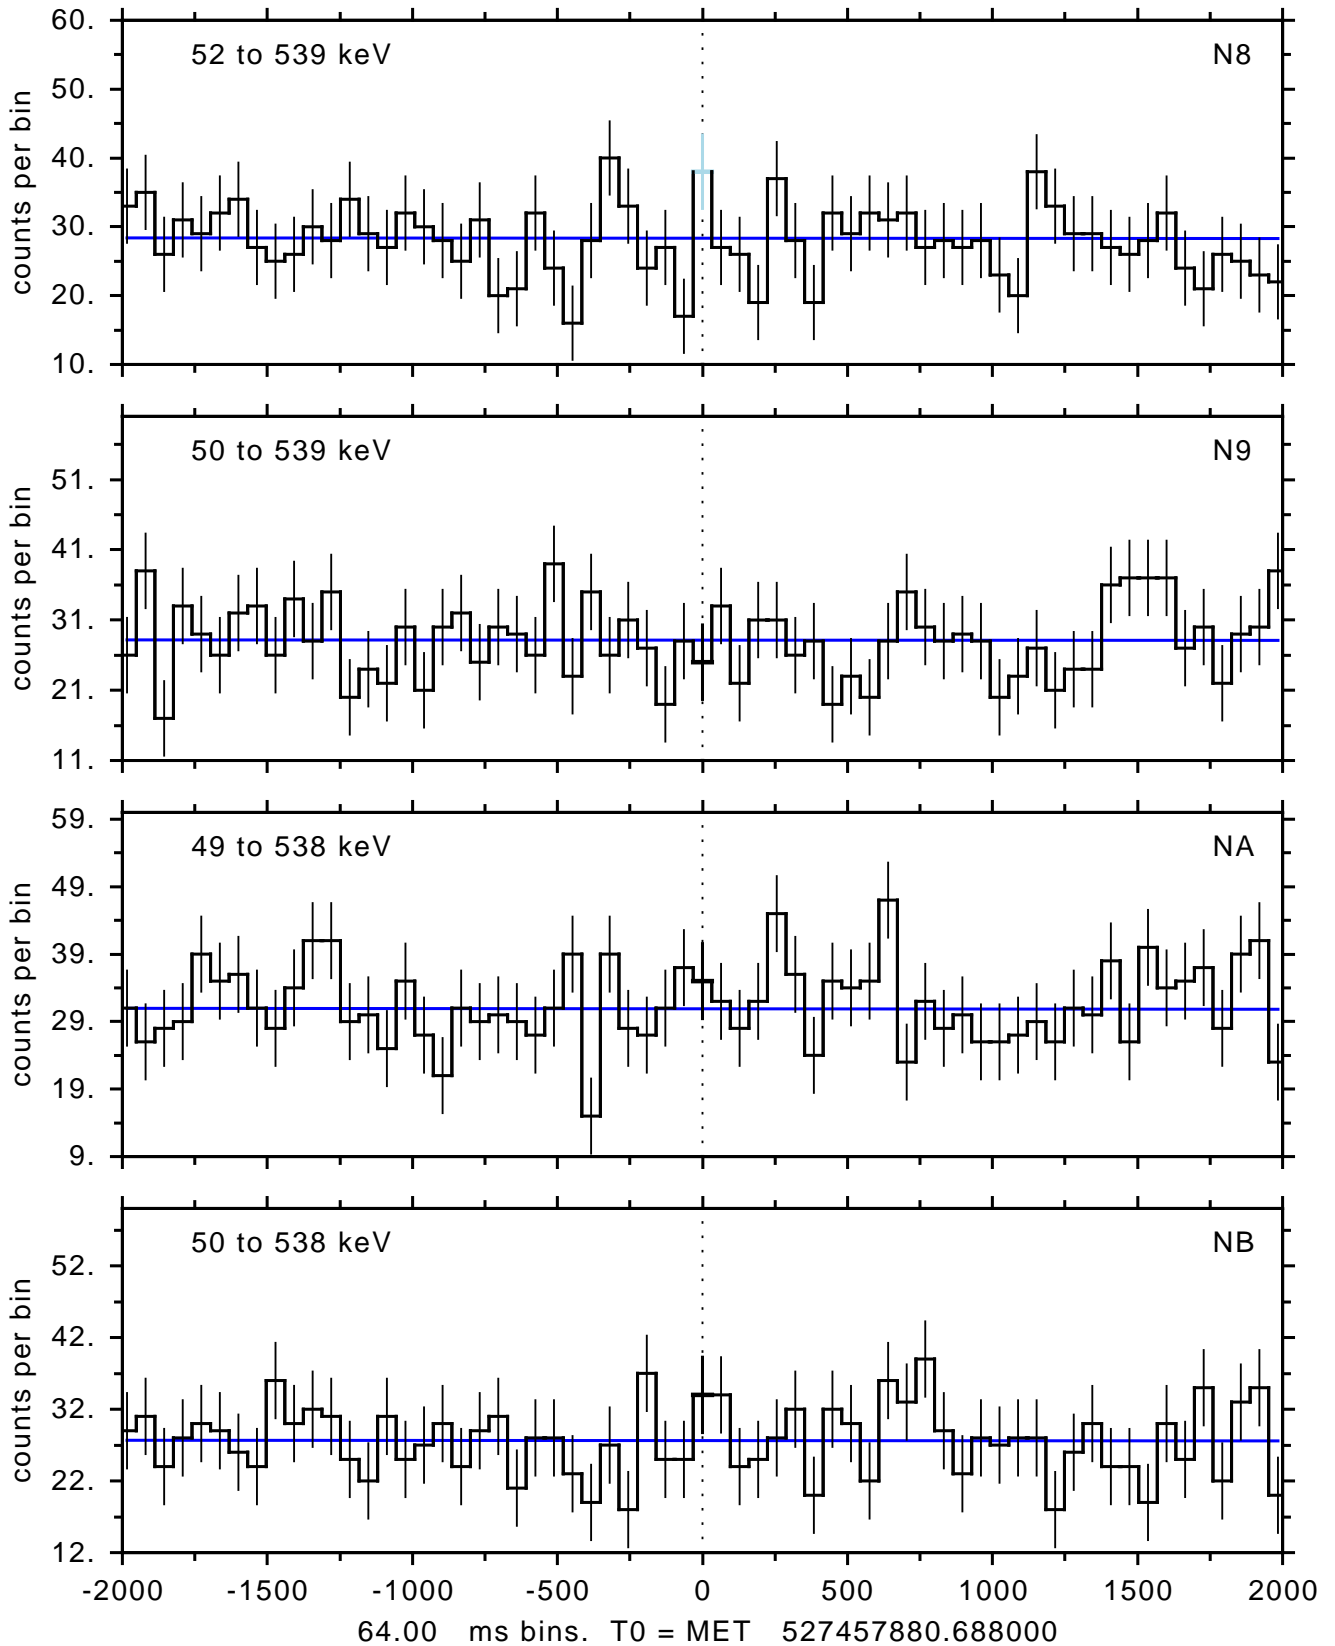 60.
52 to 539 keV N8
50.
40.
30.
20.
10.
counts per bin
50 to 539 keV N9
51.
41.
31.
21.
11.
counts per bin
59.
49 to 538 keV NA
49.
39.
29.
19.
9.
counts per bin
50 to 538 keV NB
52.
42.
32.
22.
12.
counts per bin
-2000 -1500 -1000 -500 0 500 1000 1500 2000
64.00 ms bins. T0 = MET 527457880.688000